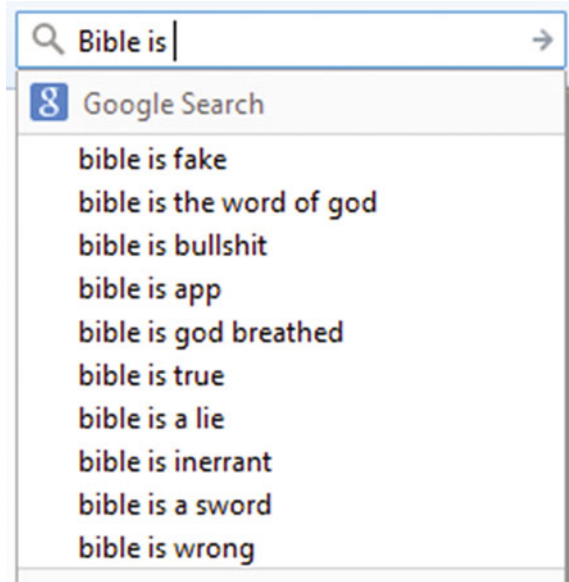 Bible is
g Google Search
bible is fake
bible is the word of god
bible is bullshit
bible is app
bible is god breathed
bible is true
bible is a lie
bible is inerrant
bible is a sword
bible is wrong